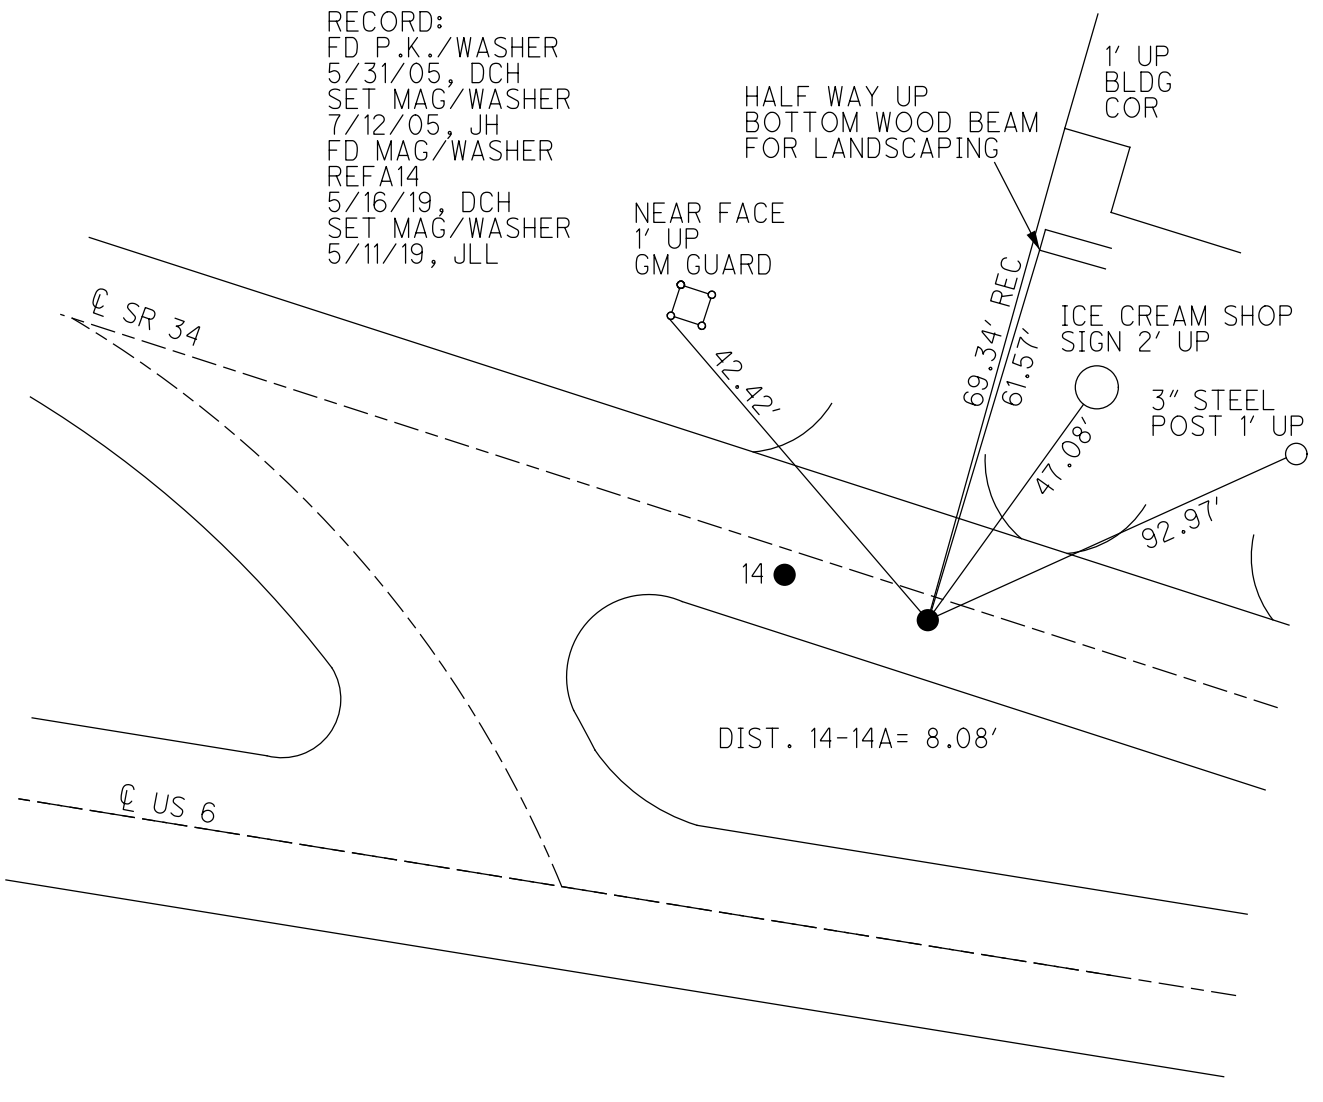 RECORD:
FD P.K./WASHER
5/31/05, DCH
SET MAG/WASHER
7/12/05, JH
FD MAG/WASHER
REFA14
5/16/19, DCH
SET MAG/WASHER
5/11/19, JLL
1' UP
BLDG
COR
HALF WAY UP
BOTTOM WOOD BEAM
FOR LANDSCAPING
NEAR FACE
1' UP
GM GUARD
℄ SR 34
42.42'
69.34' REC
61.57'
ICE CREAM SHOP
SIGN 2' UP
47.08'
3" STEEL
POST 1' UP
92.97'
14
DIST. 14-14A= 8.08'
℄ US 6